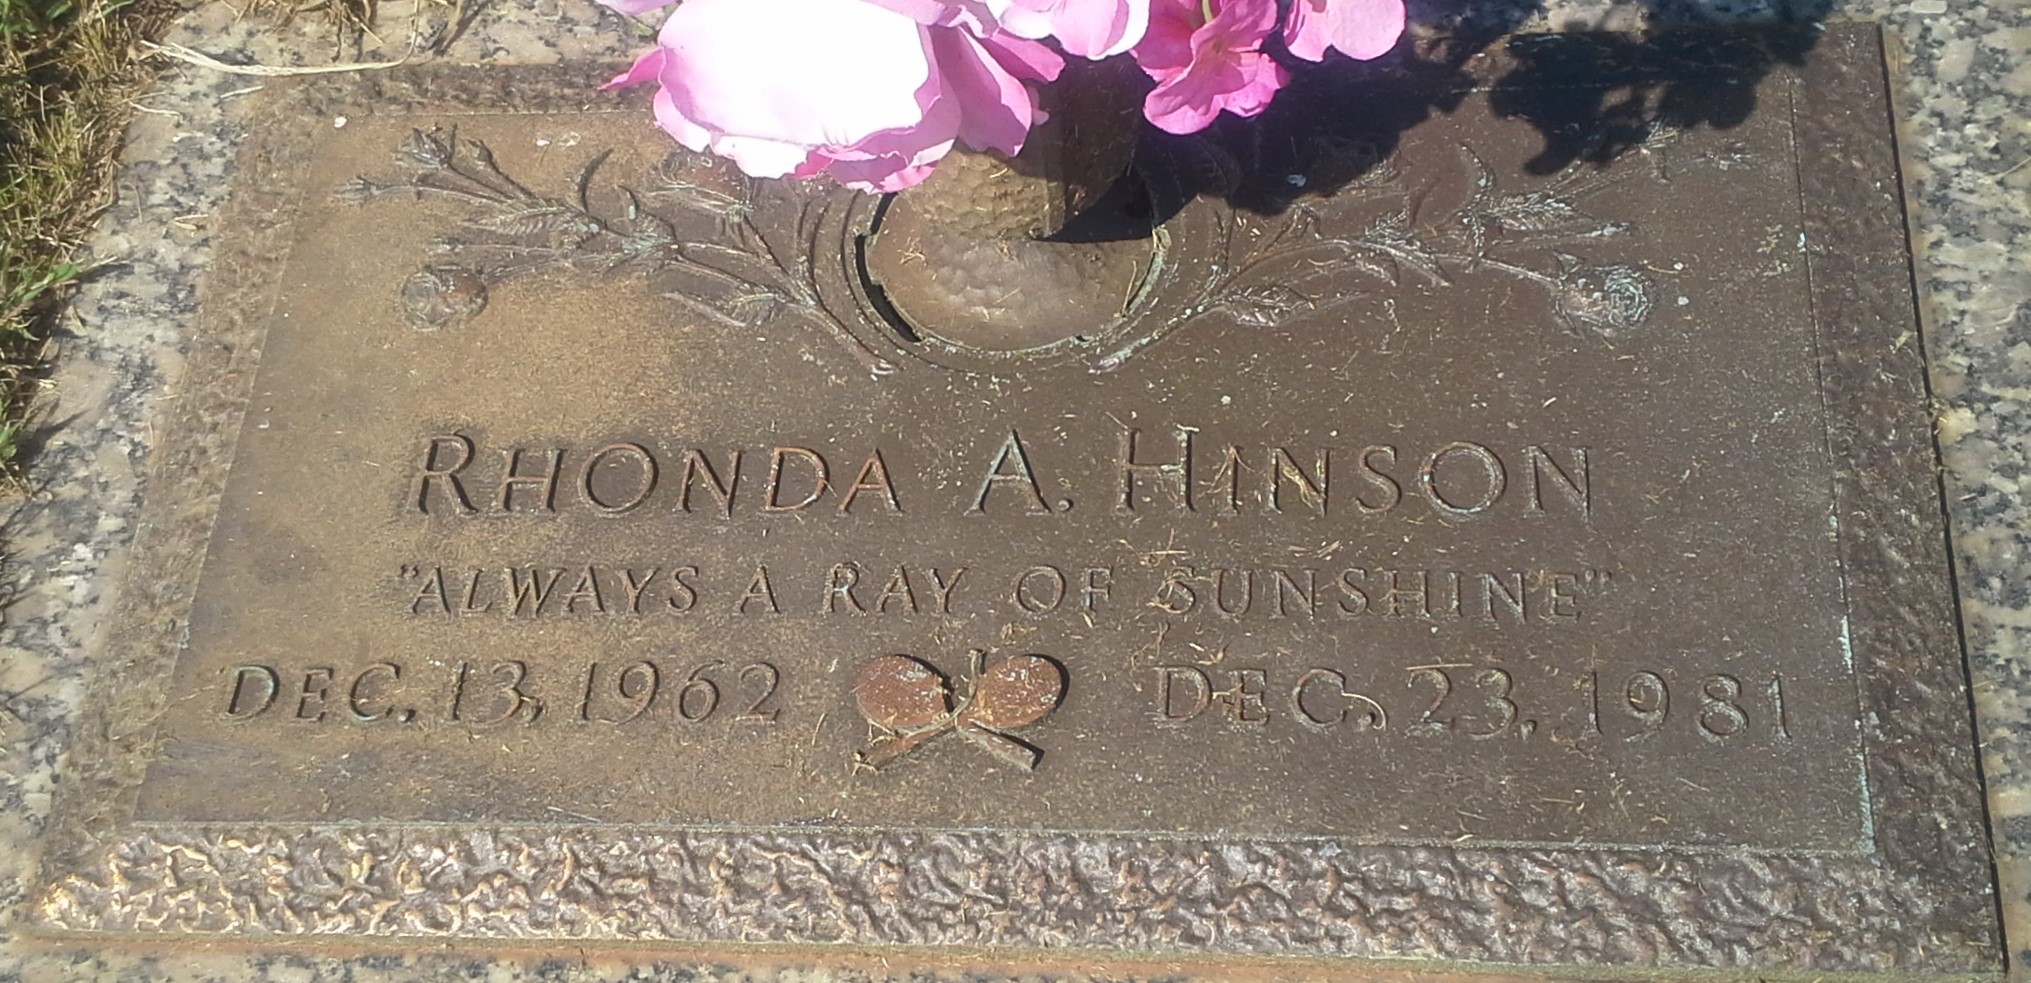 RHONDA A. HINSON
"ALWAYS A RAY OF SUNSHINE"
DEC. 13, 1962 DEC. 23, 1981